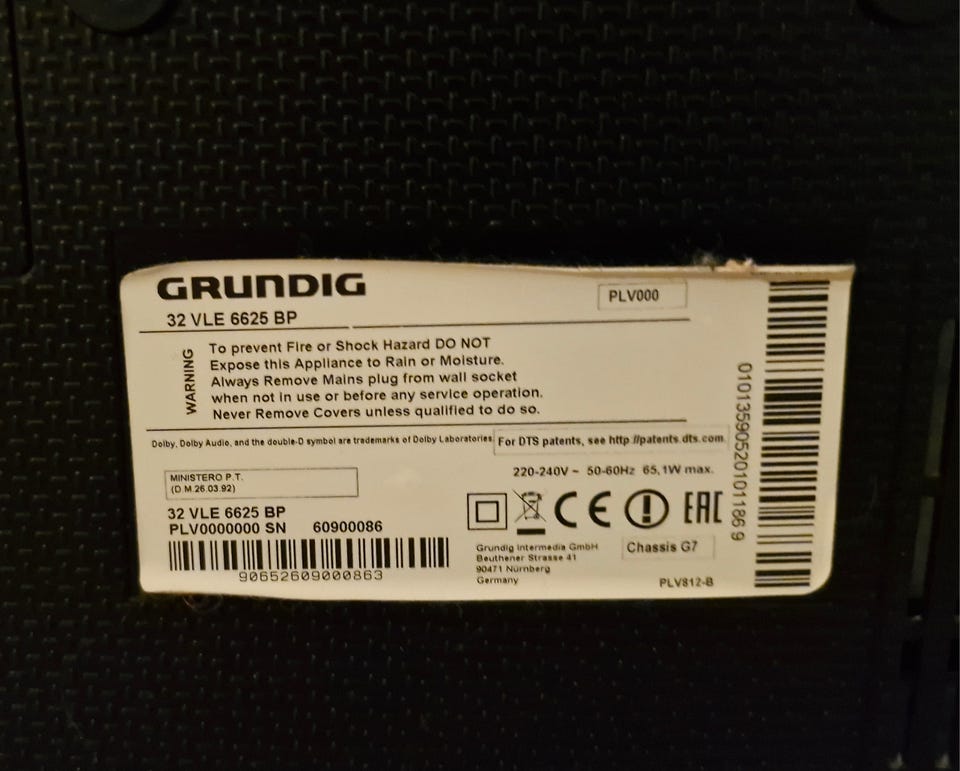 GRUNDIG
PLV000
32 VLE 6625 BP
WARNING
To prevent Fire or Shock Hazard DO NOT
Expose this Appliance to Rain or Moisture.
Always Remove Mains plug from wall socket
when not in use or before any service operation.
Never Remove Covers unless qualified to do so.
Dolby, Dolby Audio, and the double-D symbol are trademarks of Dolby Laboratories.
For DTS patents, see http://patents.dts.com.
220-240V ~ 50-60Hz 65,1W max.
MINISTERO P.T.
(D.M.26.03.92)
32 VLE 6625 BP
PLV0000000 SN 60900086
90652609000863
CE
EAC
Grundig Intermedia GmbH
Beuthener Strasse 41
90471 Nürnberg
Germany
Chassis G7
PLV812-B
01013590520101186 9